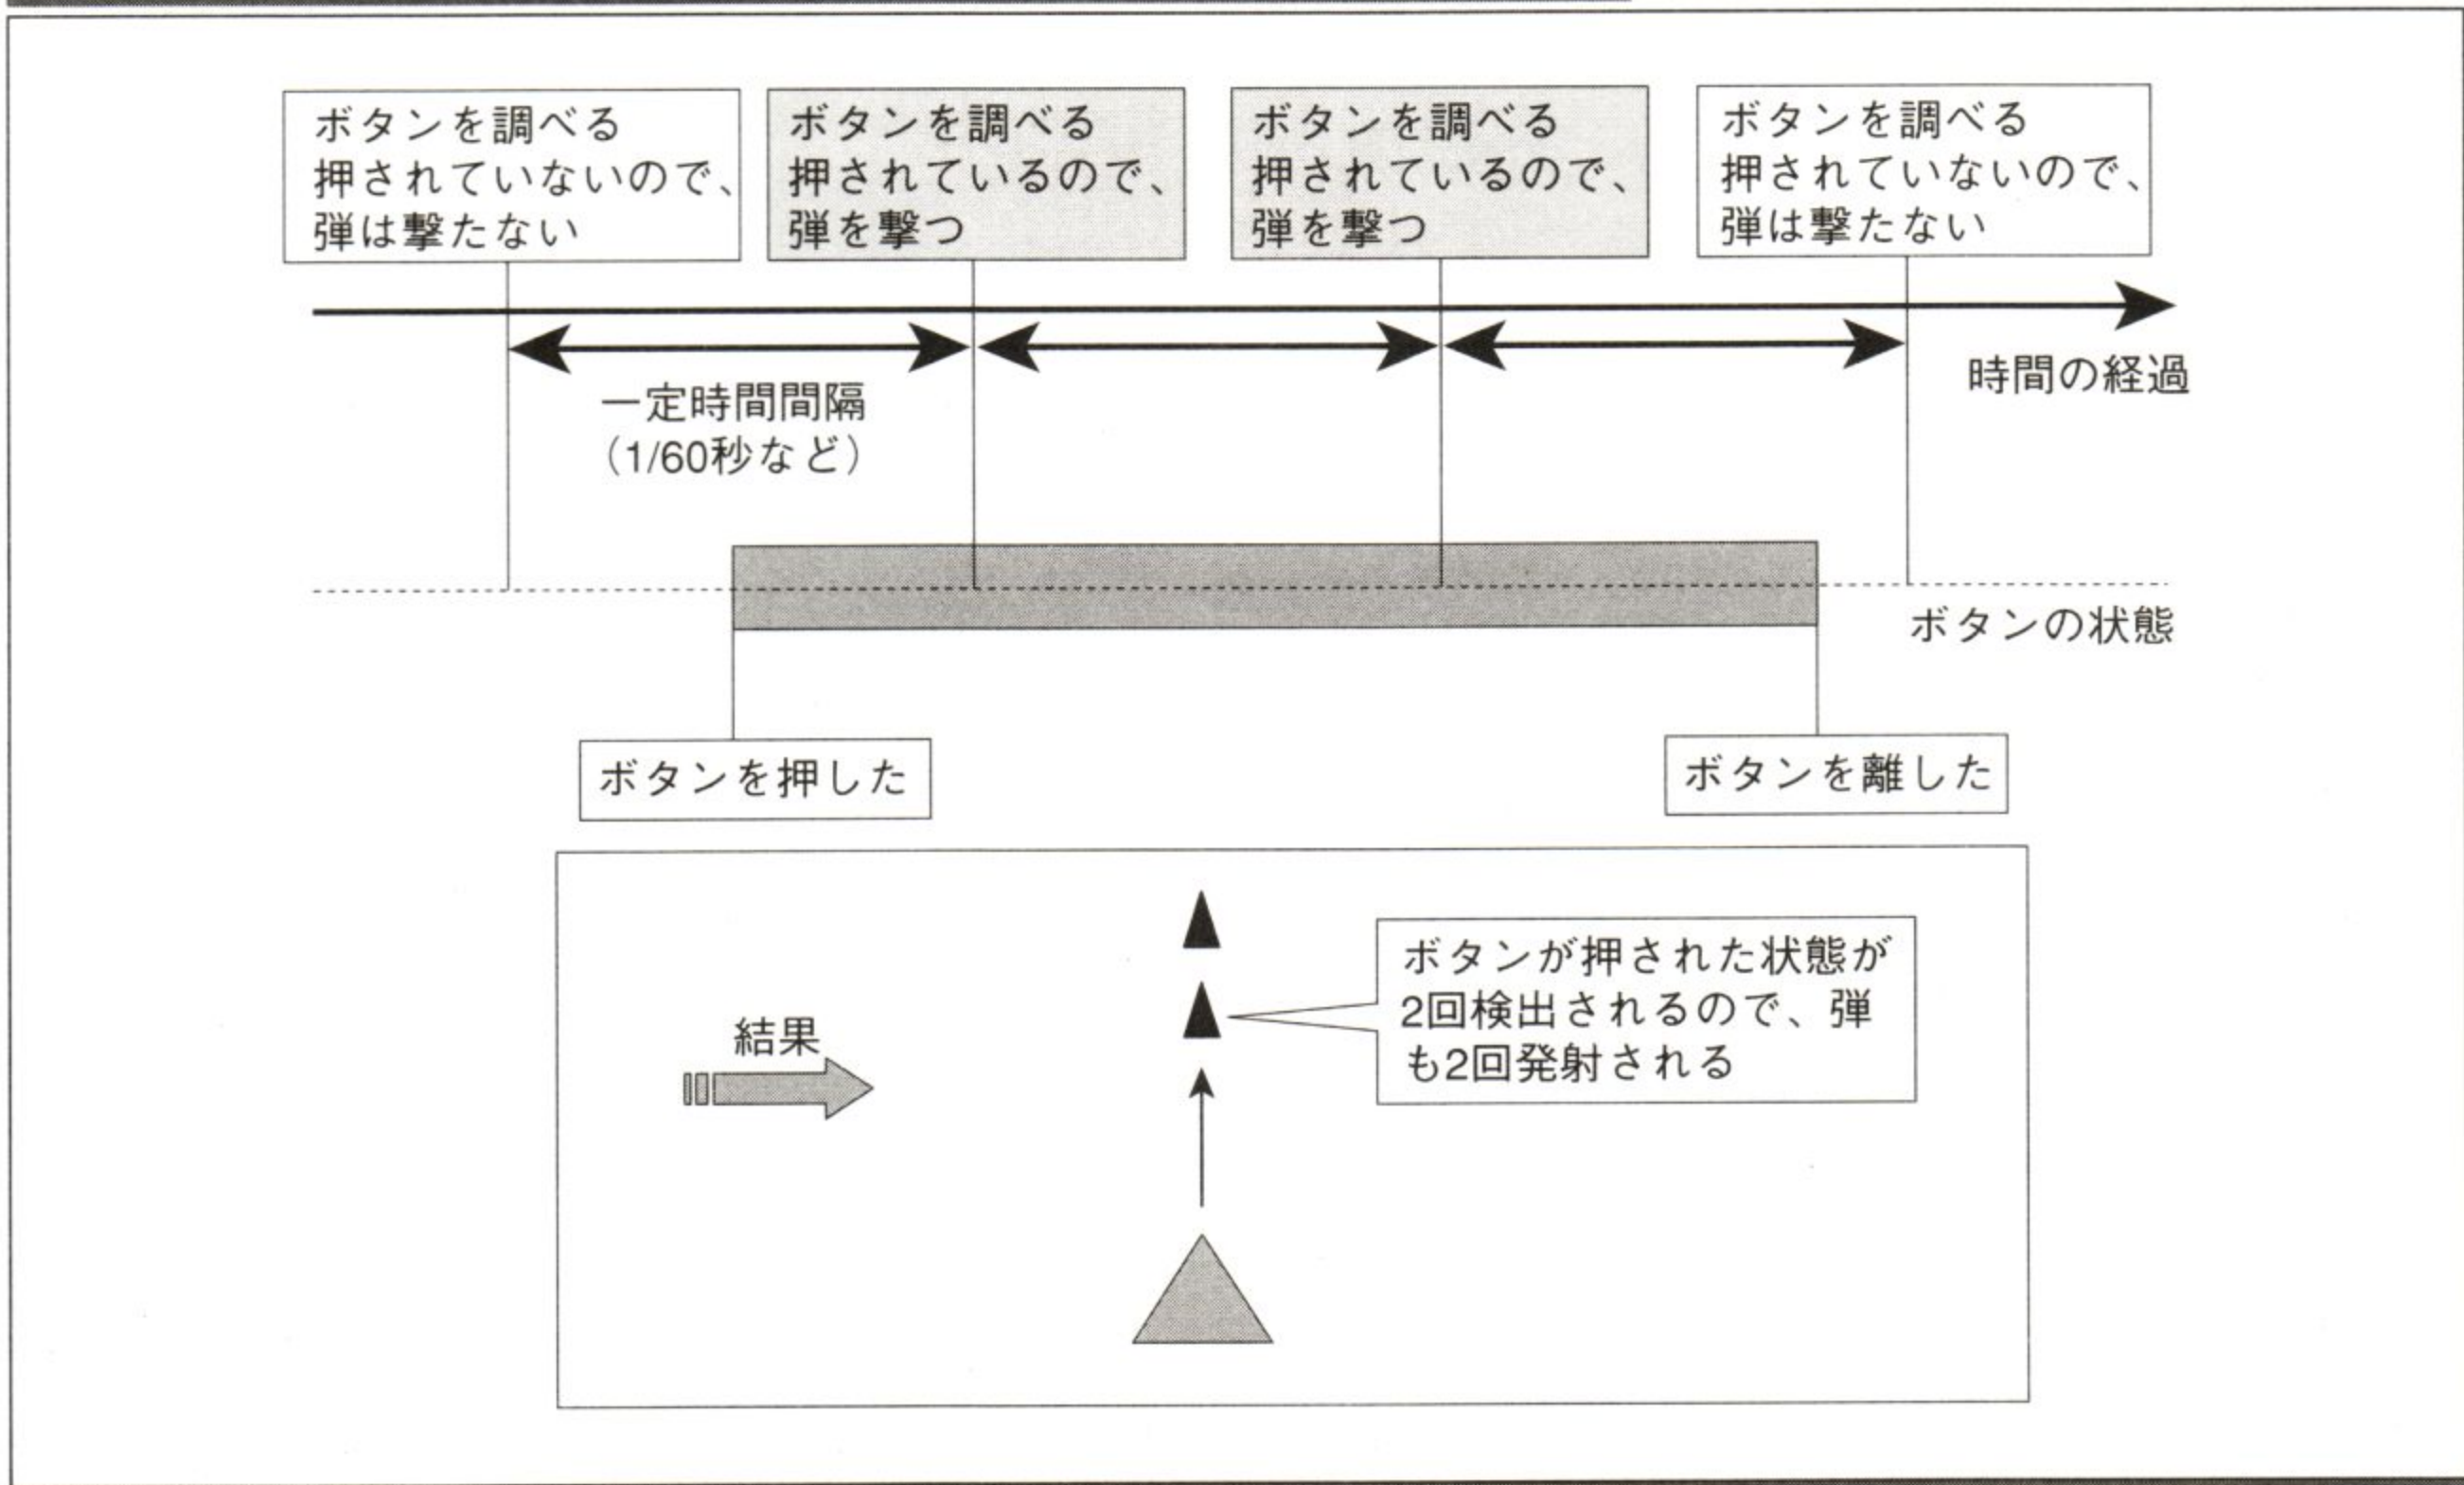 ボタンを調べる
押されていないので、
弾は撃たない
ボタンを調べる
押されているので、
弾を撃つ
ボタンを調べる
押されているので、
弾を撃つ
ボタンを調べる
押されていないので、
弾は撃たない
時間の経過
一定時間間隔
（1/60秒など）
ボタンの状態
ボタンを押した
ボタンを離した
結果
ボタンが押された状態が
2回検出されるので、弾
も2回発射される